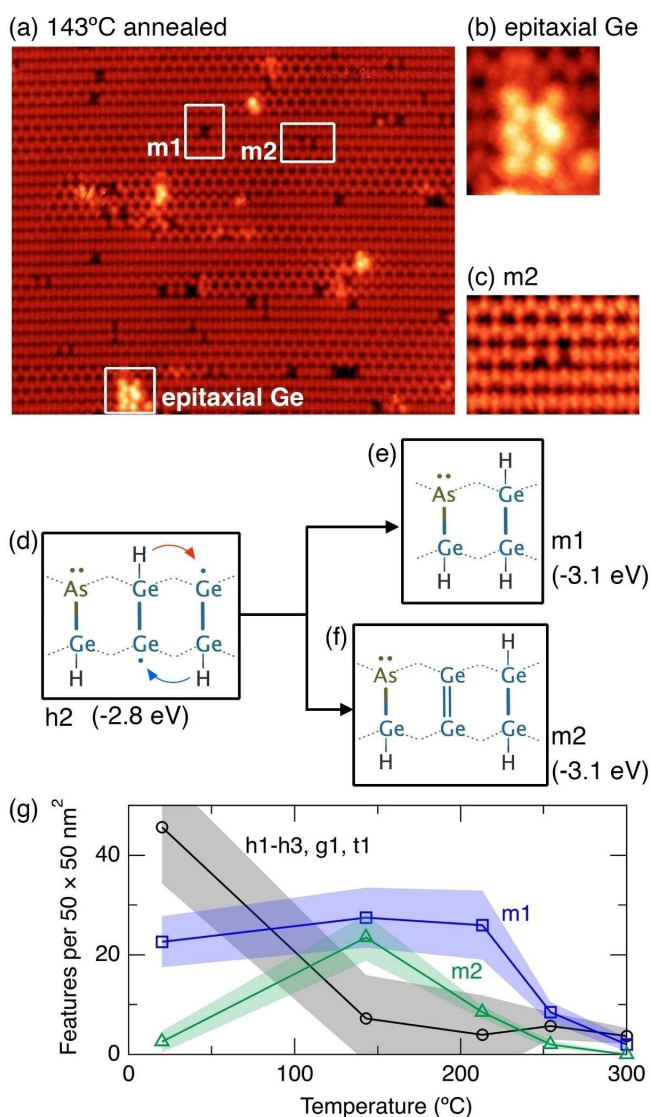 (a) 143ºC annealed
(b) epitaxial Ge
m1
m2
epitaxial Ge
(c) m2
(d)
H
As Ge Ge
Ge Ge Ge
H H
h2 (-2.8 eV)
(e)
H
As Ge
Ge Ge
H H
m1
(-3.1 eV)
(f)
H
As Ge Ge
Ge Ge Ge
H H
m2
(-3.1 eV)
(g)
Features per 50 × 50 nm²
40
20
0
h1-h3, g1, t1
m1
m2
0 100 200 300
Temperature (ºC)